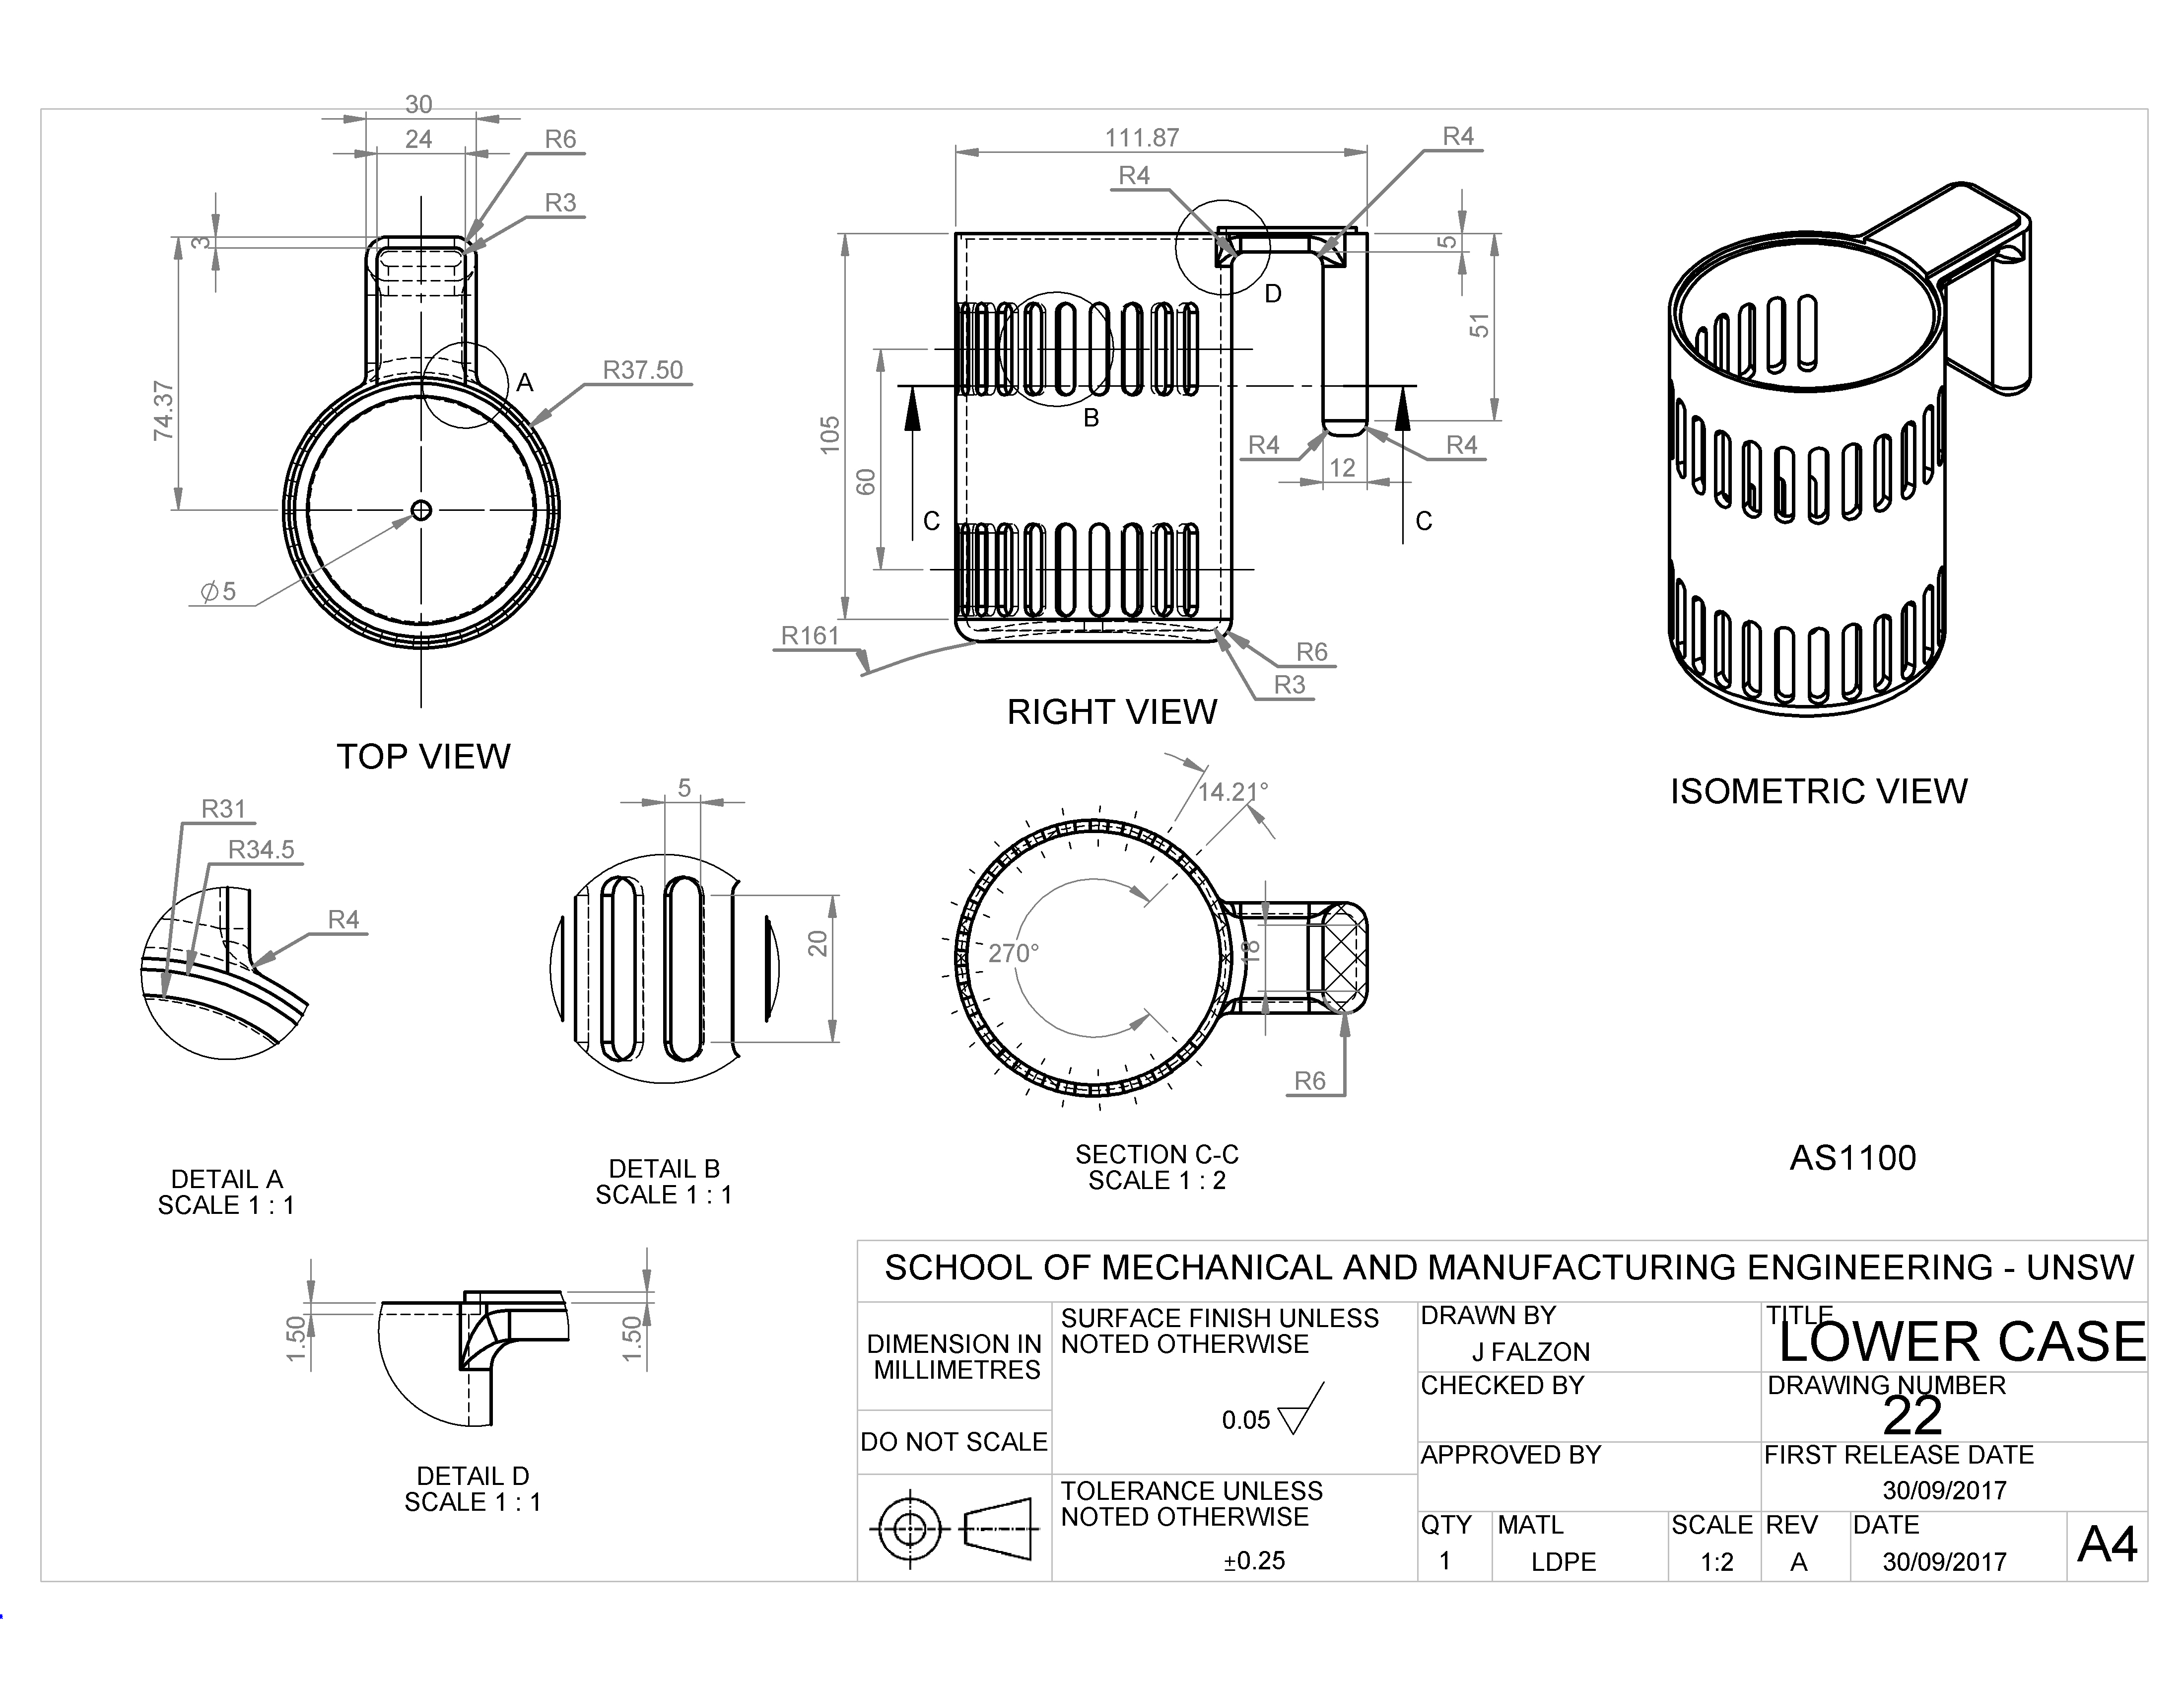 30
24
R6
R3
3
74.37
R37.50
A
⌀5
TOP VIEW
111.87
R4
R4
5
51
D
B
105
60
R4
R4
12
C
C
R161
R6
R3
RIGHT VIEW
ISOMETRIC VIEW
R31
R34.5
R4
DETAIL A
SCALE 1 : 1
5
20
DETAIL B
SCALE 1 : 1
14.21°
270°
18
R6
SECTION C-C
SCALE 1 : 2
AS1100
1.50
1.50
DETAIL D
SCALE 1 : 1
SCHOOL OF MECHANICAL AND MANUFACTURING ENGINEERING - UNSW
DIMENSION IN
MILLIMETRES
DO NOT SCALE
SURFACE FINISH UNLESS
NOTED OTHERWISE
0.05
TOLERANCE UNLESS
NOTED OTHERWISE
±0.25
DRAWN BY
J FALZON
CHECKED BY
APPROVED BY
TITLE
LOWER CASE
DRAWING NUMBER
22
FIRST RELEASE DATE
30/09/2017
QTY
1
MATL
LDPE
SCALE
1:2
REV
A
DATE
30/09/2017
A4